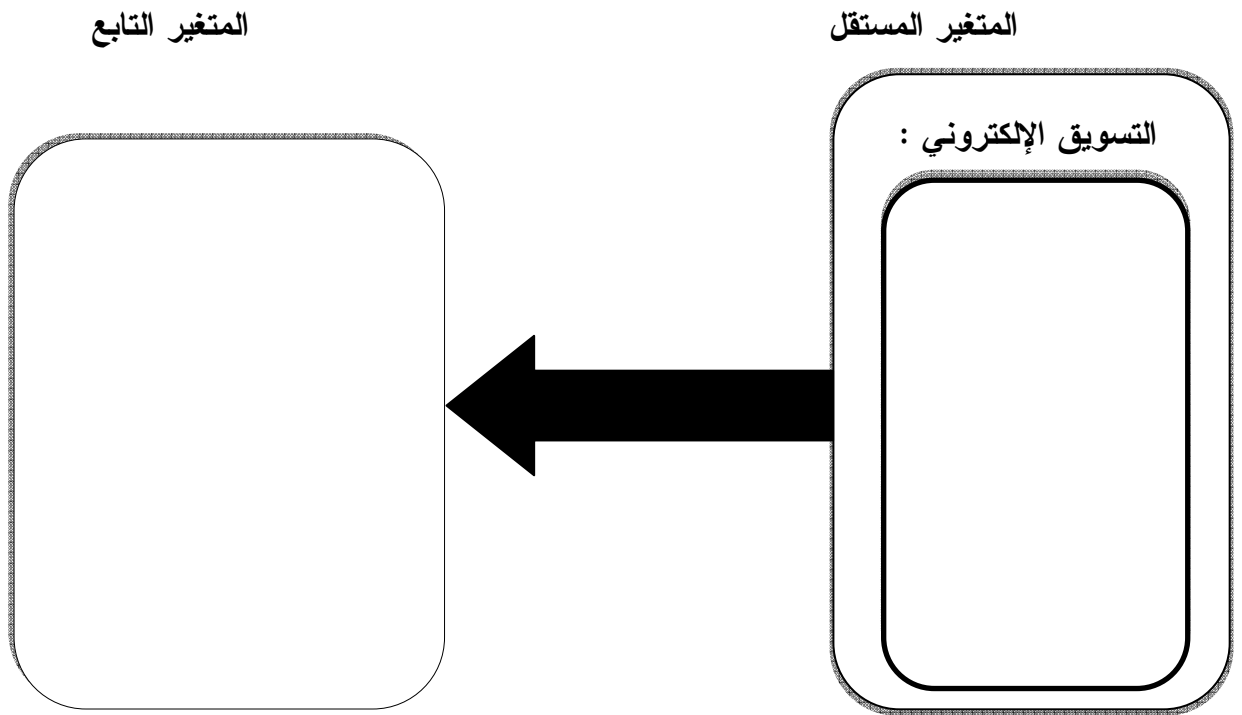 المتغير المستقل
المتغير التابع
التسويق الإلكتروني :